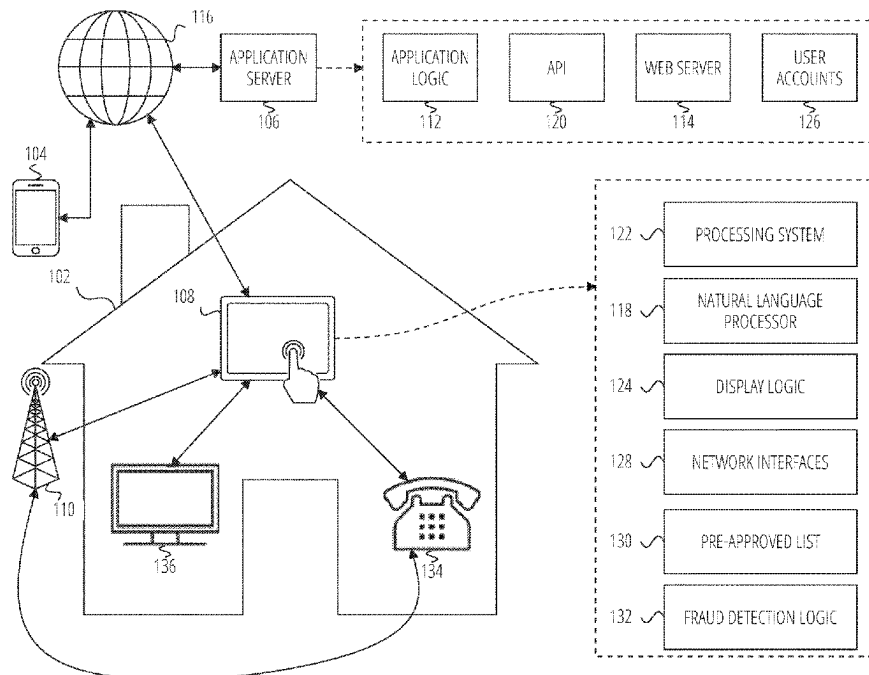 116
APPLICATION
SERVER
106
APPLICATION
LOGIC
112
API
120
WEB SERVER
114
USER
ACCOUNTS
126
104
102
108
110
136
134
122
PROCESSING SYSTEM
118
NATURAL LANGUAGE
PROCESSOR
124
DISPLAY LOGIC
128
NETWORK INTERFACES
130
PRE-APPROVED LIST
132
FRAUD DETECTION LOGIC